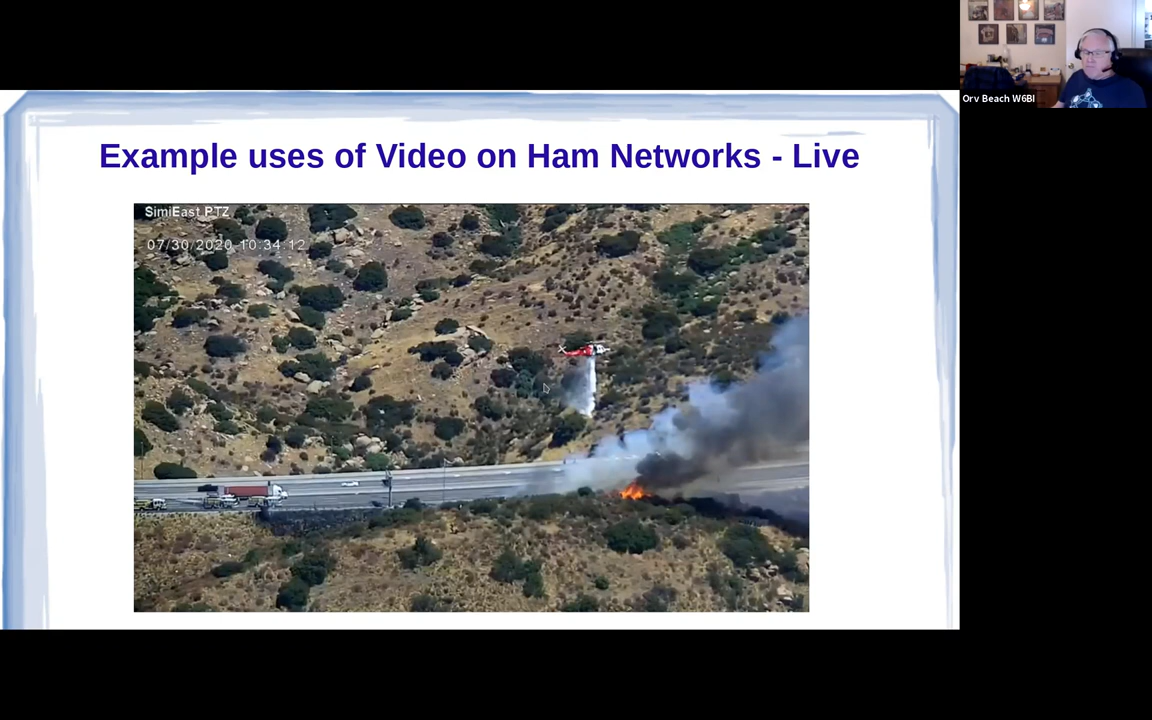 Example uses of Video on Ham Networks - Live
SimiEast PTZ
07/30/2020 10:34:12
Orv Beach W6BI